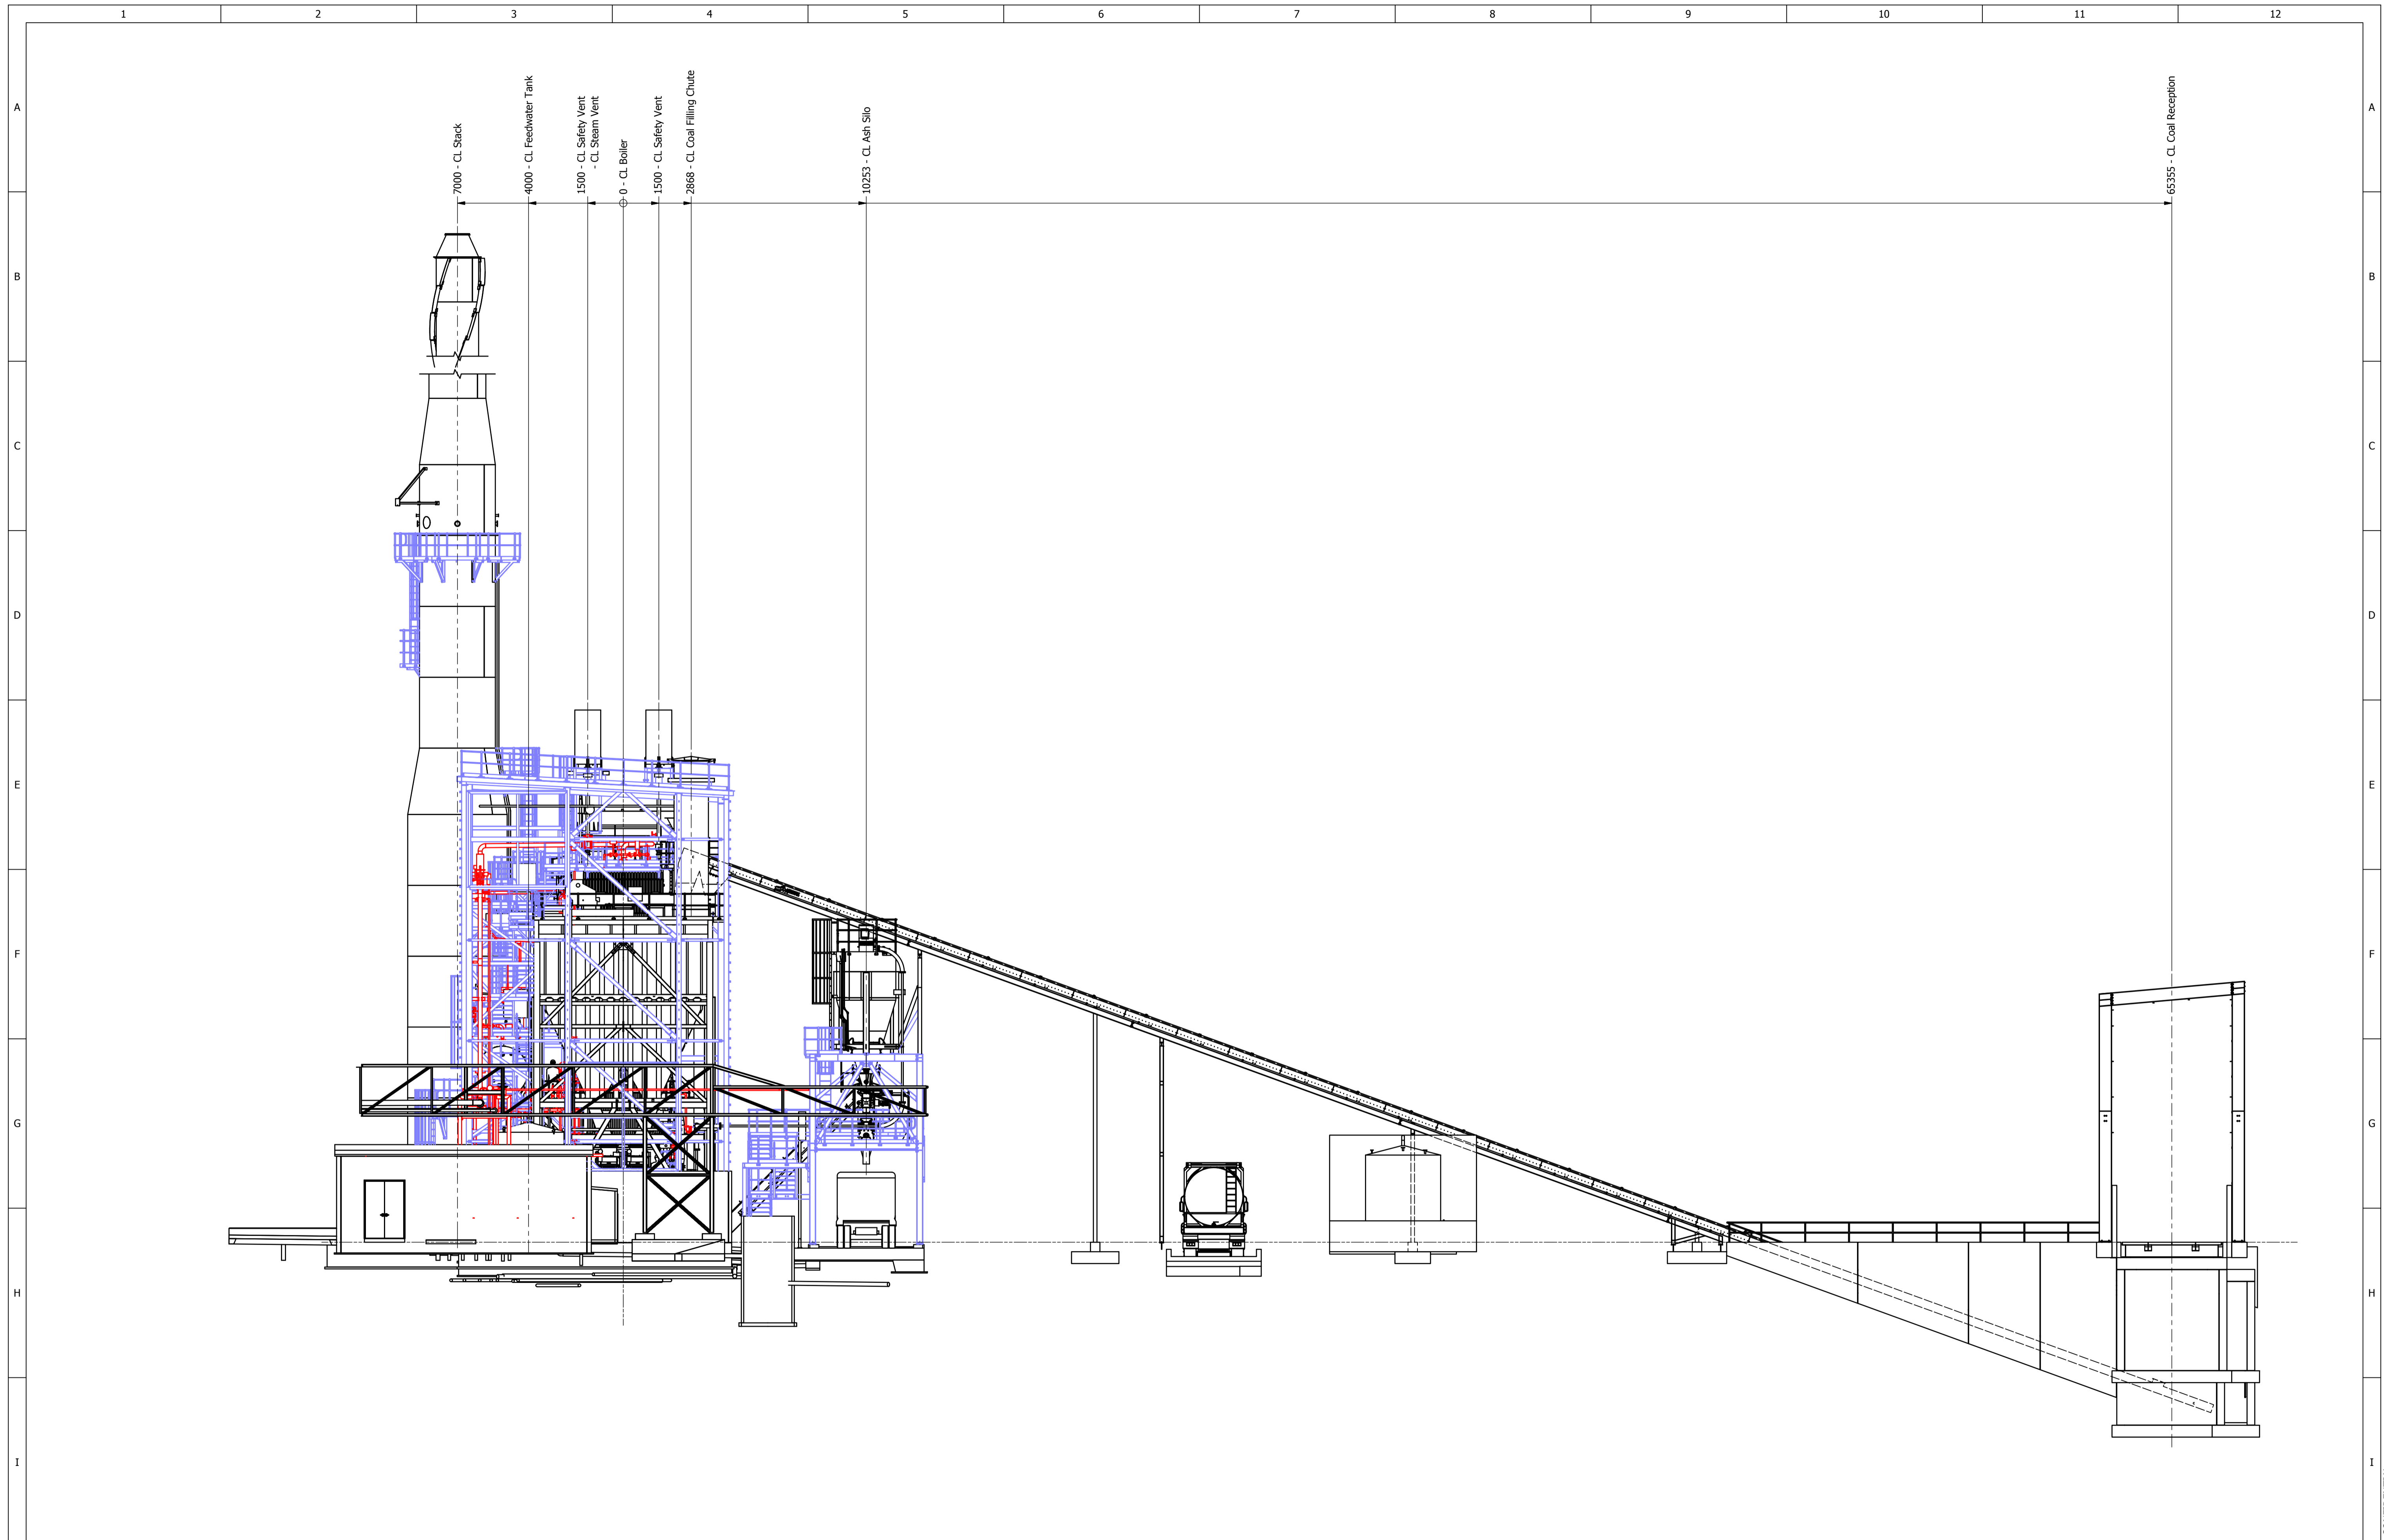 1 2 3 4 5 6 7 8 9 10 11 12
7000 - CL Stack
4000 - CL Feedwater Tank
1500 - CL Safety Vent
- CL Steam Vent
0 - CL Boiler
1500 - CL Safety Vent
2868 - CL Coal Filling Chute
10253 - CL Ash Silo
65355 - CL Coal Reception
A A
B B
C C
D D
E E
F F
G G
H H
I I